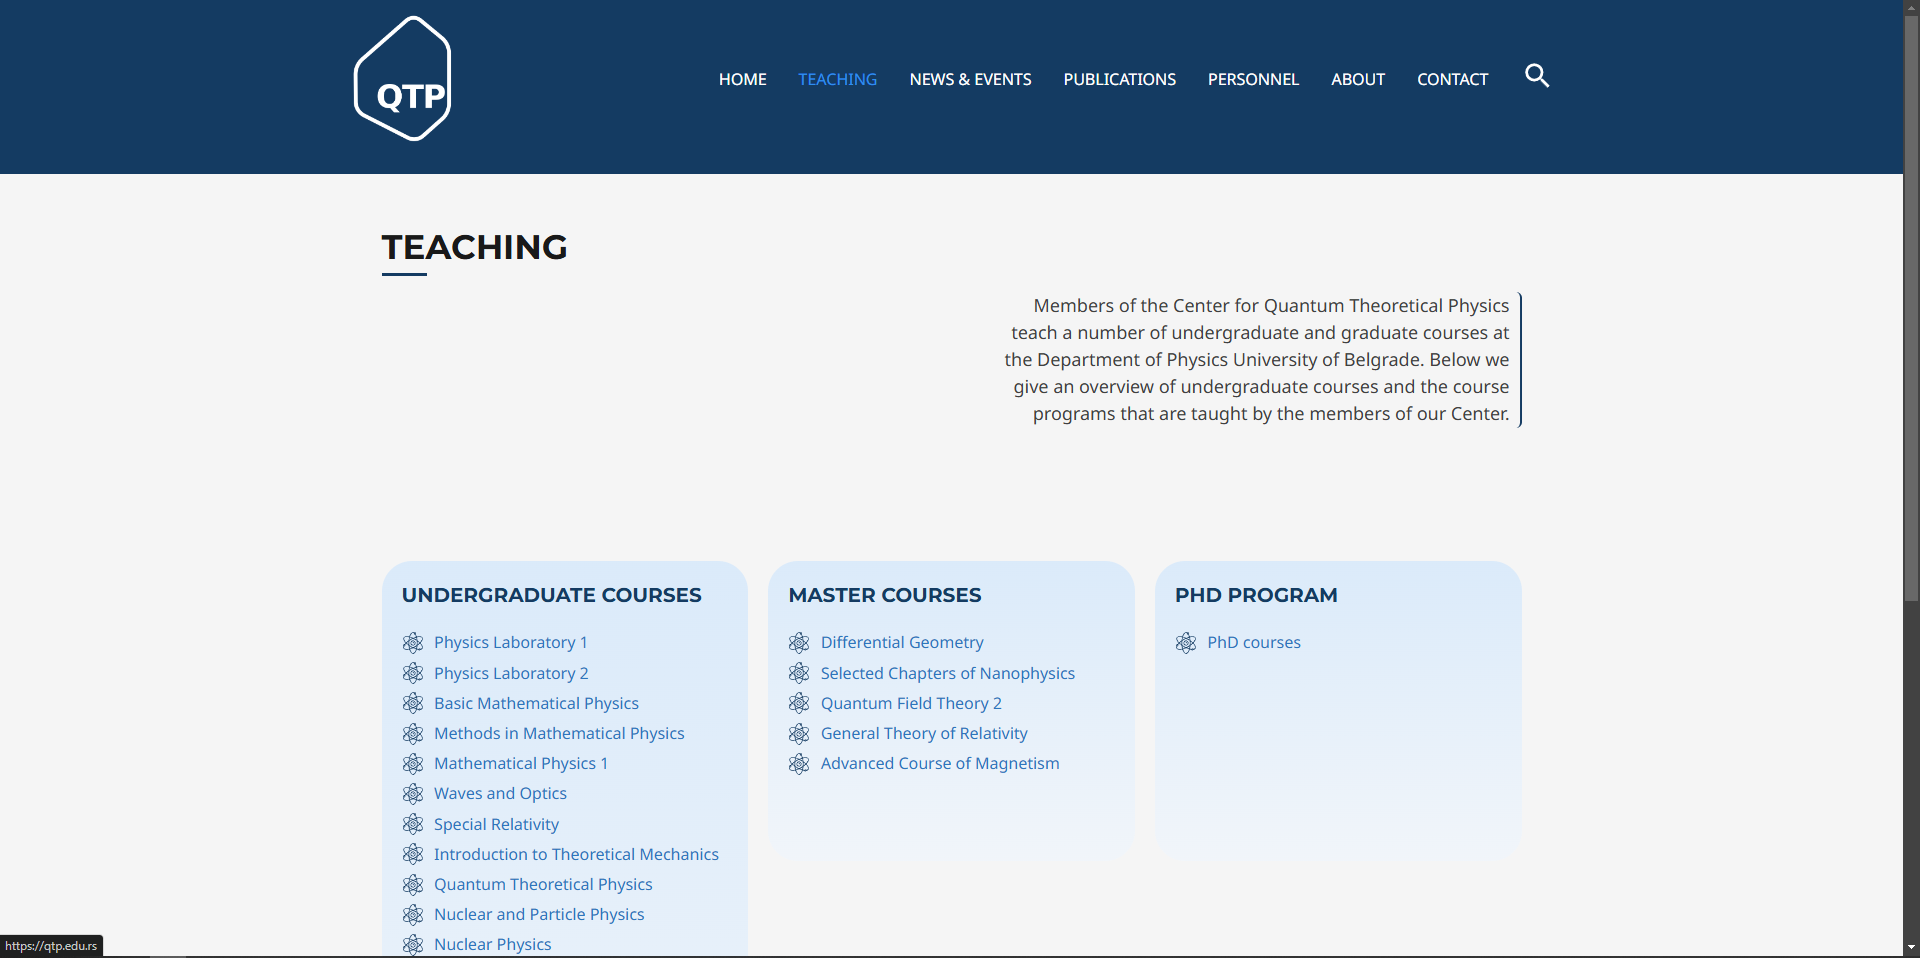 QTP
HOME TEACHING NEWS & EVENTS PUBLICATIONS PERSONNEL ABOUT CONTACT
TEACHING
Members of the Center for Quantum Theoretical Physics
teach a number of undergraduate and graduate courses at
the Department of Physics University of Belgrade. Below we
give an overview of undergraduate courses and the course
programs that are taught by the members of our Center.
UNDERGRADUATE COURSES
Physics Laboratory 1
Physics Laboratory 2
Basic Mathematical Physics
Methods in Mathematical Physics
Mathematical Physics 1
Waves and Optics
Special Relativity
Introduction to Theoretical Mechanics
Quantum Theoretical Physics
Nuclear and Particle Physics
Nuclear Physics
MASTER COURSES
Differential Geometry
Selected Chapters of Nanophysics
Quantum Field Theory 2
General Theory of Relativity
Advanced Course of Magnetism
PHD PROGRAM
PhD courses
https://qtp.edu.rs